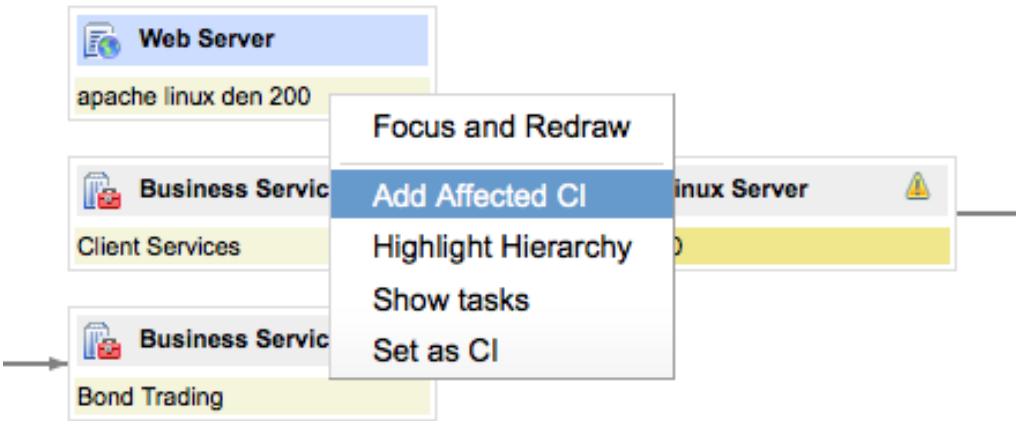 Web Server
apache linux den 200
Focus and Redraw
Business Servic
Add Affected CI
inux Server
Client Services
Highlight Hierarchy
Show tasks
Business Servic
Set as CI
Bond Trading